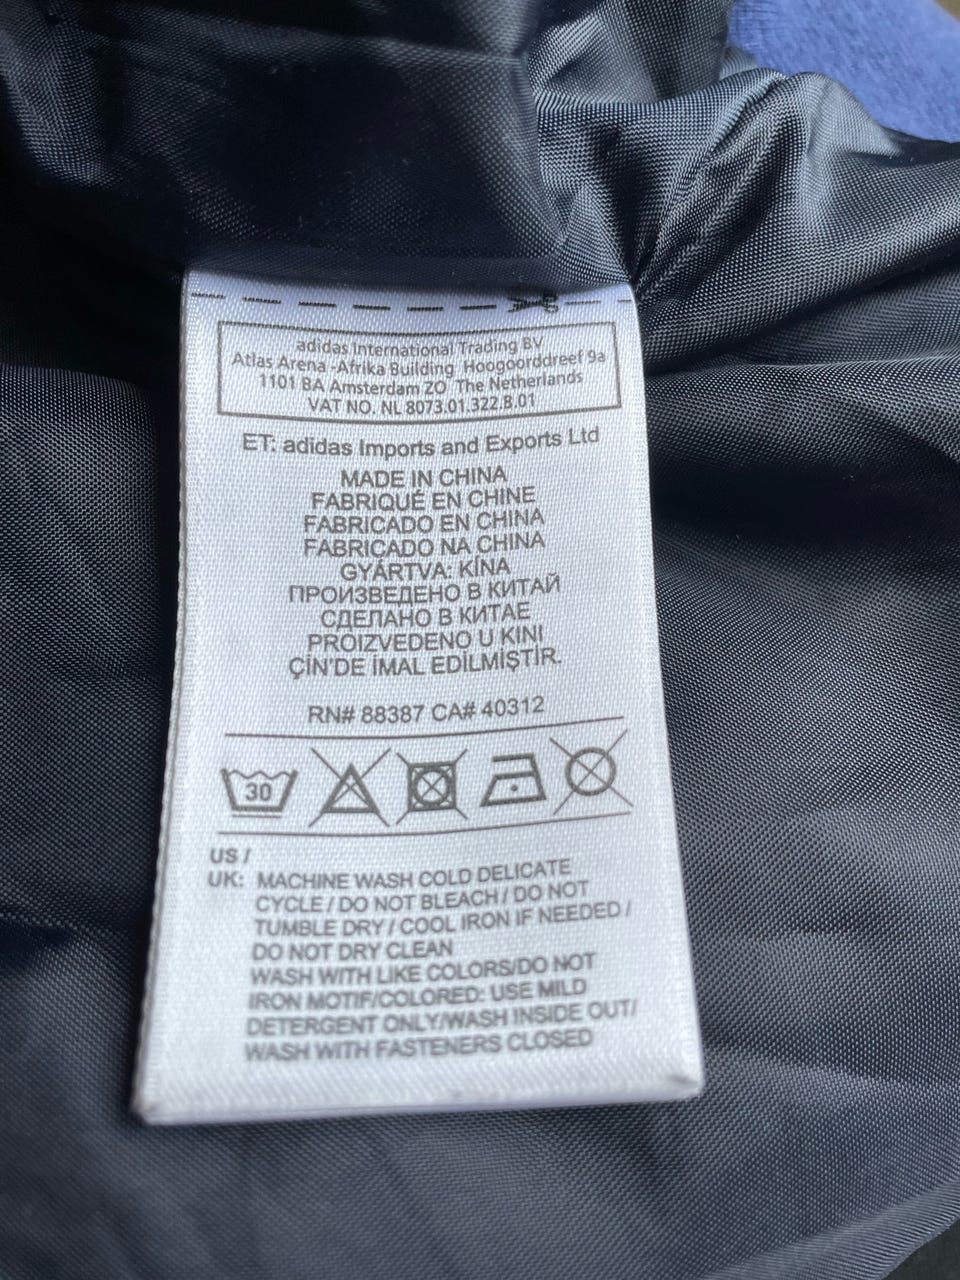 adidas International Trading BV
Atlas Arena -Afrika Building Hoogoorddreef 9a
1101 BA Amsterdam ZO The Netherlands
VAT NO. NL 8073.01.322.B.01
ET: adidas Imports and Exports Ltd
MADE IN CHINA
FABRIQUÉ EN CHINE
FABRICADO EN CHINA
FABRICADO NA CHINA
GYÁRTVA: KÍNA
ПРОИЗВЕДЕНО В КИТАЙ
СДЕЛАНО В КИТАЕ
PROIZVEDENO U KINI
ÇİN'DE İMAL EDİLMİŞTİR.
RN# 88387 CA# 40312
30
US /
UK: MACHINE WASH COLD DELICATE
CYCLE / DO NOT BLEACH / DO NOT
TUMBLE DRY / COOL IRON IF NEEDED /
DO NOT DRY CLEAN
WASH WITH LIKE COLORS/DO NOT
IRON MOTIF/COLORED: USE MILD
DETERGENT ONLY/WASH INSIDE OUT/
WASH WITH FASTENERS CLOSED